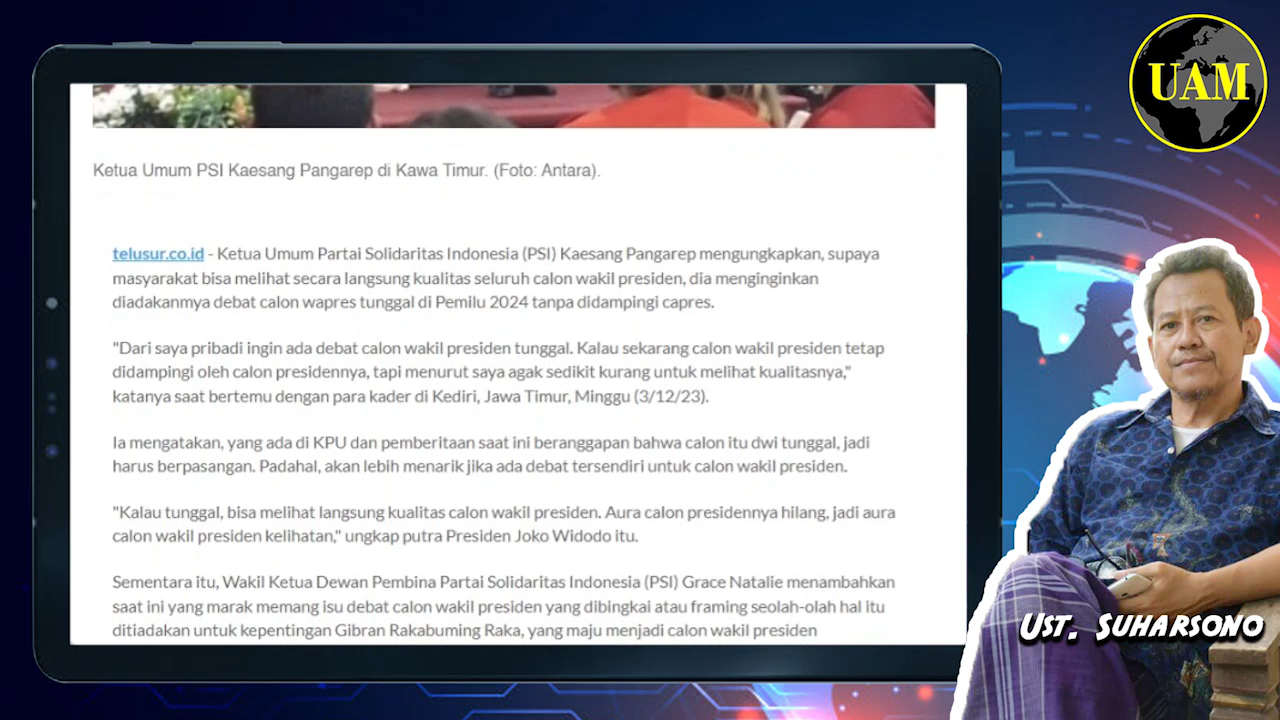 UAM
Ketua Umum PSI Kaesang Pangarep di Kawa Timur. (Foto: Antara).
telusur.co.id - Ketua Umum Partai Solidaritas Indonesia (PSI) Kaesang Pangarep mengungkapkan, supaya
masyarakat bisa melihat secara langsung kualitas seluruh calon wakil presiden, dia menginginkan
diadakannmya debat calon wapres tunggal di Pemilu 2024 tanpa didampingi capres.
"Dari saya pribadi ingin ada debat calon wakil presiden tunggal. Kalau sekarang calon wakil presiden tetap
didampingi oleh calon presidennya, tapi menurut saya agak sedikit kurang untuk melihat kualitasnya,"
katanya saat bertemu dengan para kader di Kediri, Jawa Timur, Minggu (3/12/23).
Ia mengatakan, yang ada di KPU dan pemberitaan saat ini beranggapan bahwa calon itu dwi tunggal, jadi
harus berpasangan. Padahal, akan lebih menarik jika ada debat tersendiri untuk calon wakil presiden.
"Kalau tunggal, bisa melihat langsung kualitas calon wakil presiden. Aura calon presidennya hilang, jadi aura
calon wakil presiden kelihatan," ungkap putra Presiden Joko Widodo itu.
Sementara itu, Wakil Ketua Dewan Pembina Partai Solidaritas Indonesia (PSI) Grace Natalie menambahkan
saat ini yang marak memang isu debat calon wakil presiden yang dibingkai atau framing seolah-olah hal itu
ditiadakan untuk kepentingan Gibran Rakabuming Raka, yang maju menjadi calon wakil presiden
Ust. Suharsono